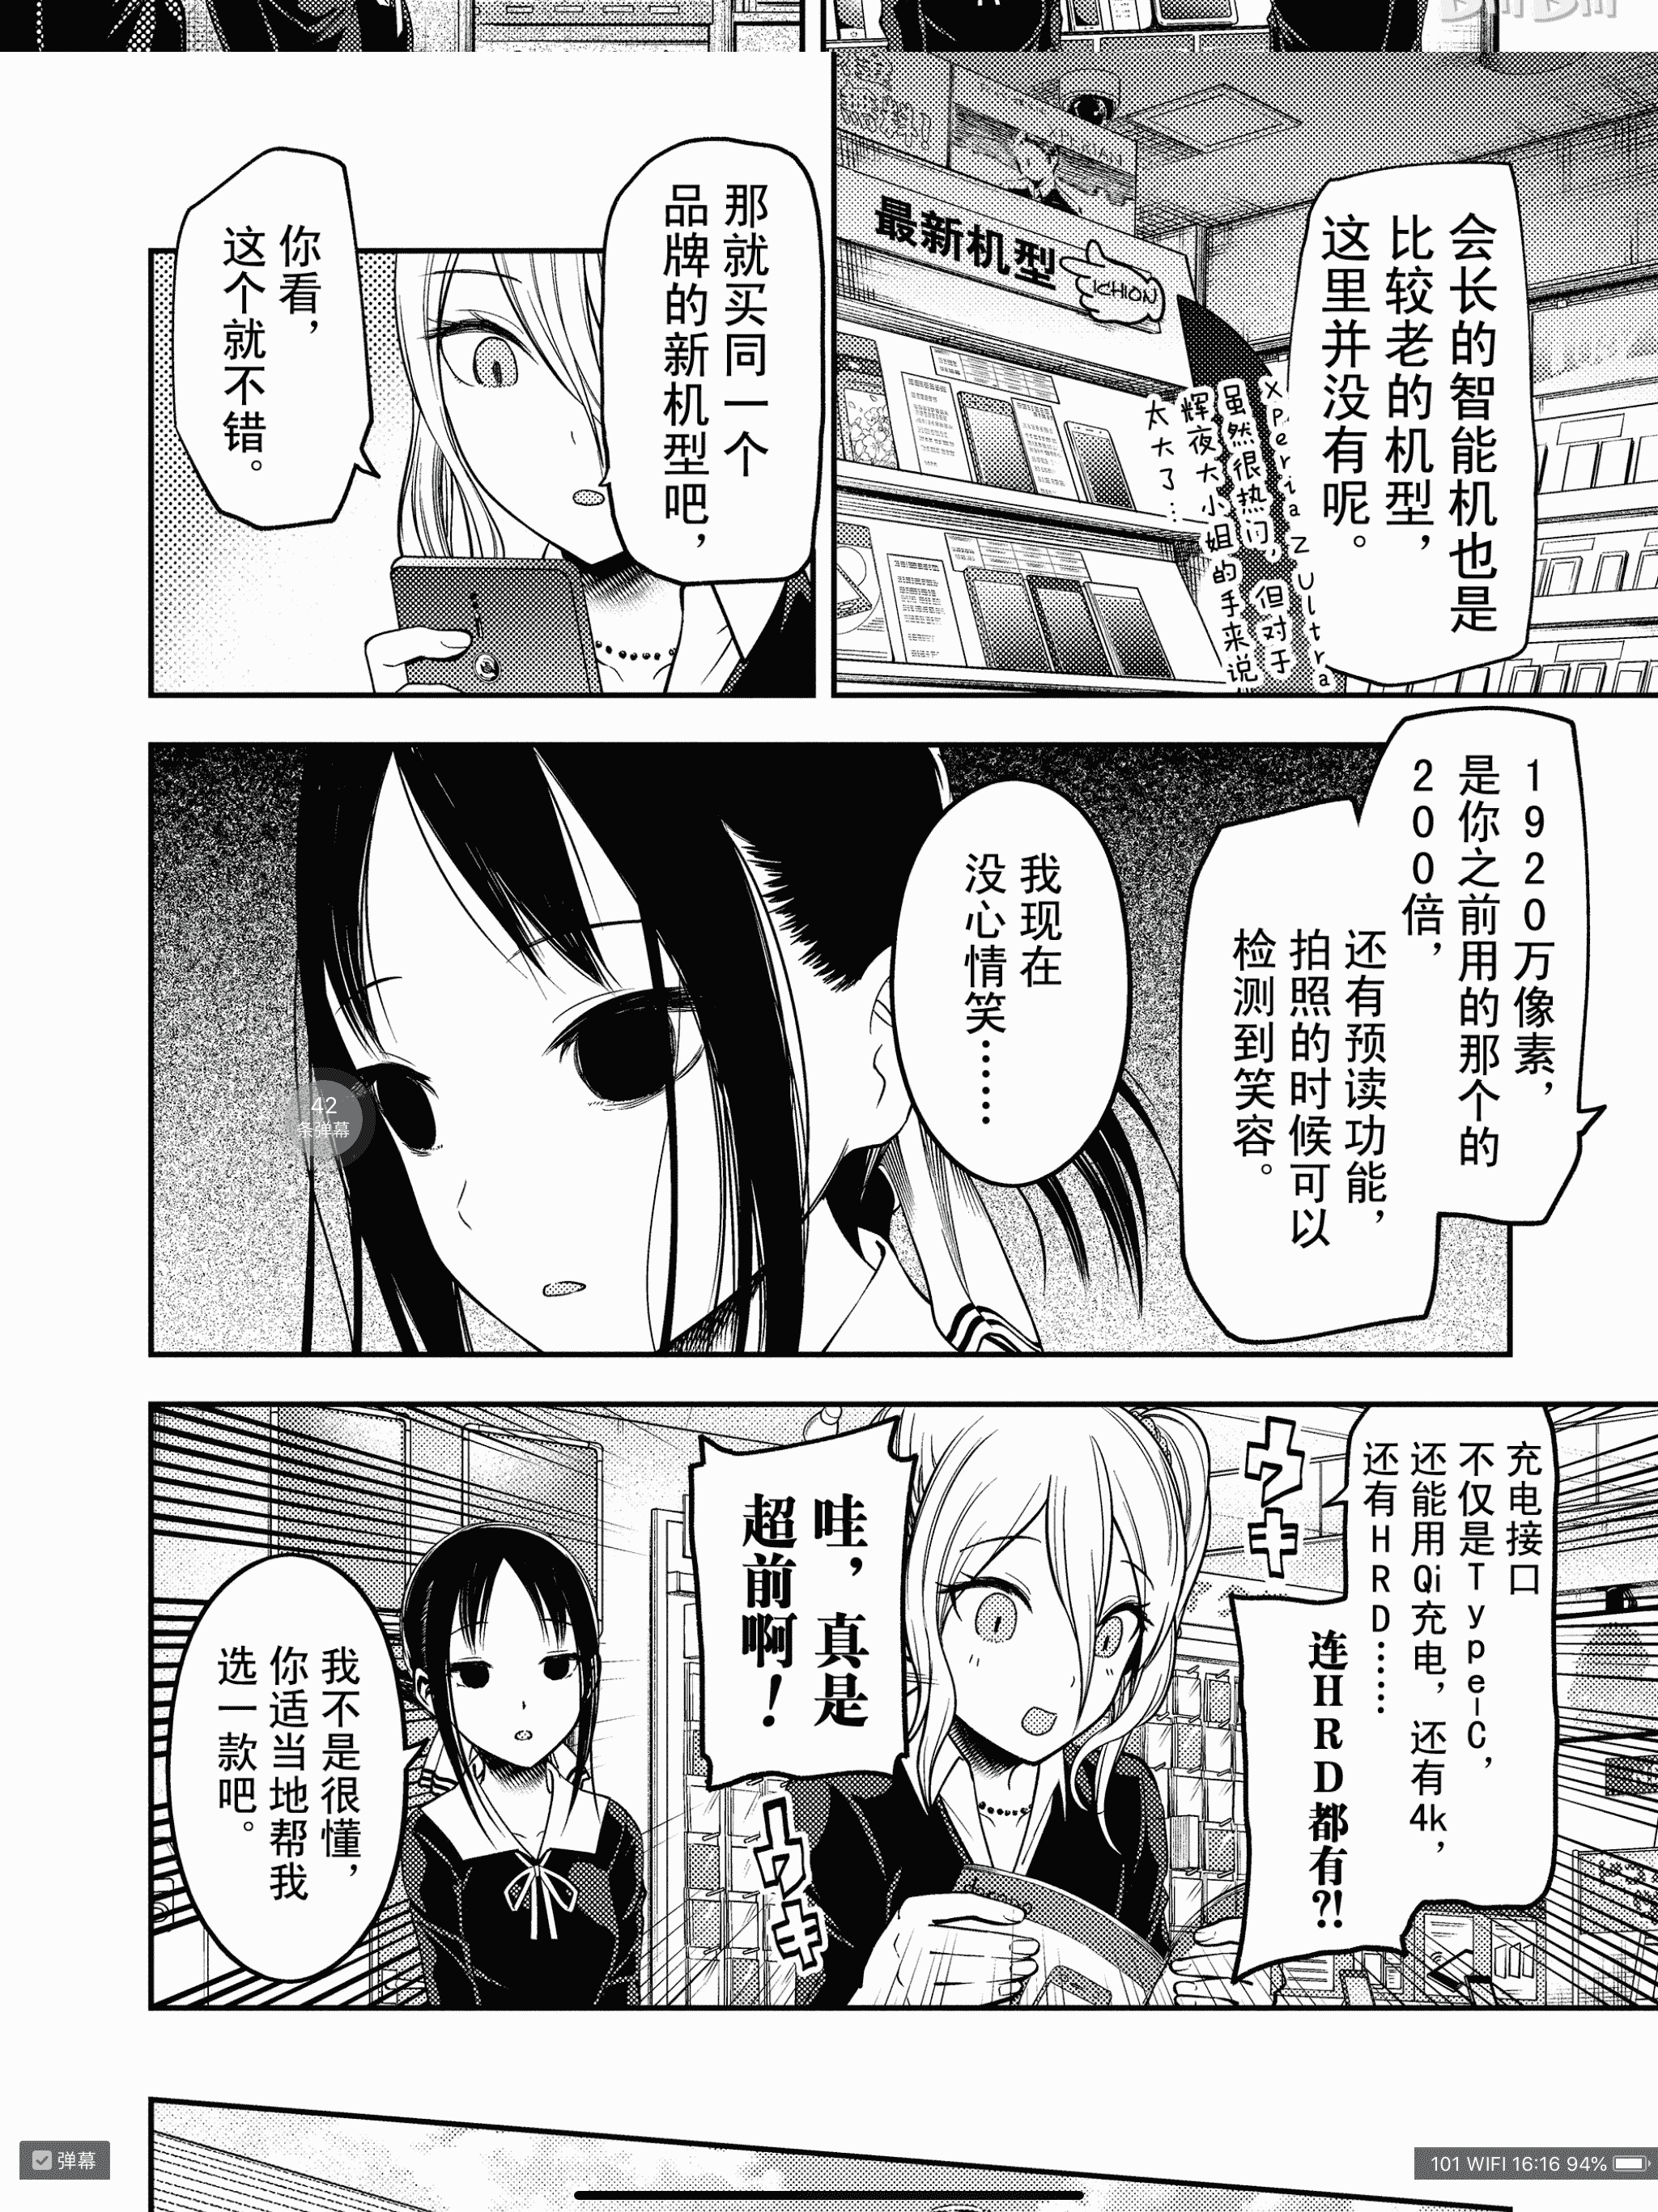 bilibili
会长的智能机也是
比较老的机型，
这里并没有呢。
最新机型
ICHION
XPERIAN
Xperia Z Ultra
虽然很热门，但对于
辉夜大小姐的手来说
太大了…
那就买同一个
品牌的新机型吧，
你看，
这个就不错。
1920万像素，
是你之前用的那个的
200倍，
还有预读功能，
拍照的时候可以
检测到笑容。
我现在
没心情笑……
42
条弹幕
充电接口
不仅是Type-C，
还能用Qi充电，还有4k，
还有HRD……
连HRD都有?!
ウキ
哇，真是
超前啊！
ウキ
我不是很懂，
你适当地帮我
选一款吧。
弹幕
101 WIFI 16:16 94%